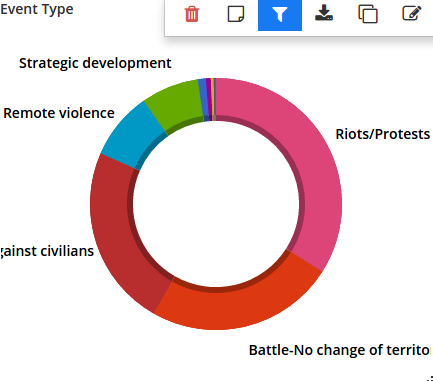 Event Type
Strategic development
Remote violence
Riots/Protests
gainst civilians
Battle-No change of territo